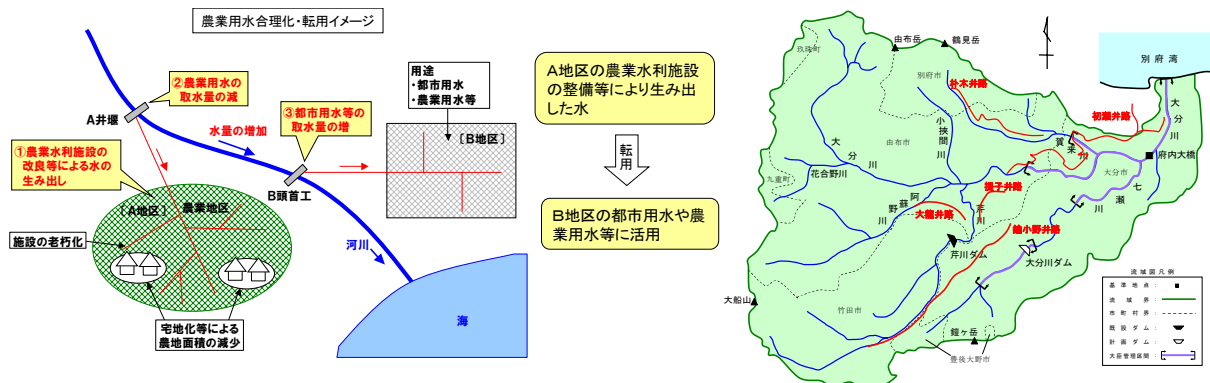 農業用水合理化・転用イメージ
②農業用水の
取水量の減
A井堰
水量の増加
③都市用水等の
取水量の増
用途
・都市用水
・農業用水等
〔B地区〕
①農業水利施設の
改良等による水の
生み出し
B頭首工
〔A地区〕
農業地区
施設の老朽化
河川
海
宅地化等による
農地面積の減少
A地区の農業水利施設
の整備等により生み出
した水
転用
B地区の都市用水や農
業用水等に活用
玖珠町
由布岳
鶴見岳
別府湾
別府市
朴木井路
初瀬井路
大分川
小挟間川
賀来川
府内大橋
由布市
大分川
大分市
九重町
花合野川
提子井路
七瀬川
阿蘇野川
芹川
大龍井路
鑰小野井路
芹川ダム
大分川ダム
大船山
竹田市
鎧ヶ岳
豊後大野市
流域図凡例
基準地点：
流域界：
市町村界：
既設ダム：
計画ダム：
大臣管理区間：